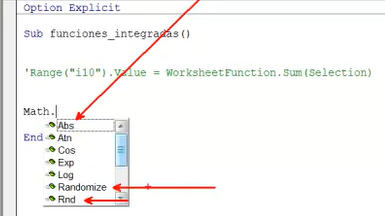 Option Explicit
Sub funciones_integradas()
'Range("i10").Value = WorksheetFunction.Sum(Selection)
Math.
Abs
End
Atn
Cos
Exp
Log
Randomize
Rnd